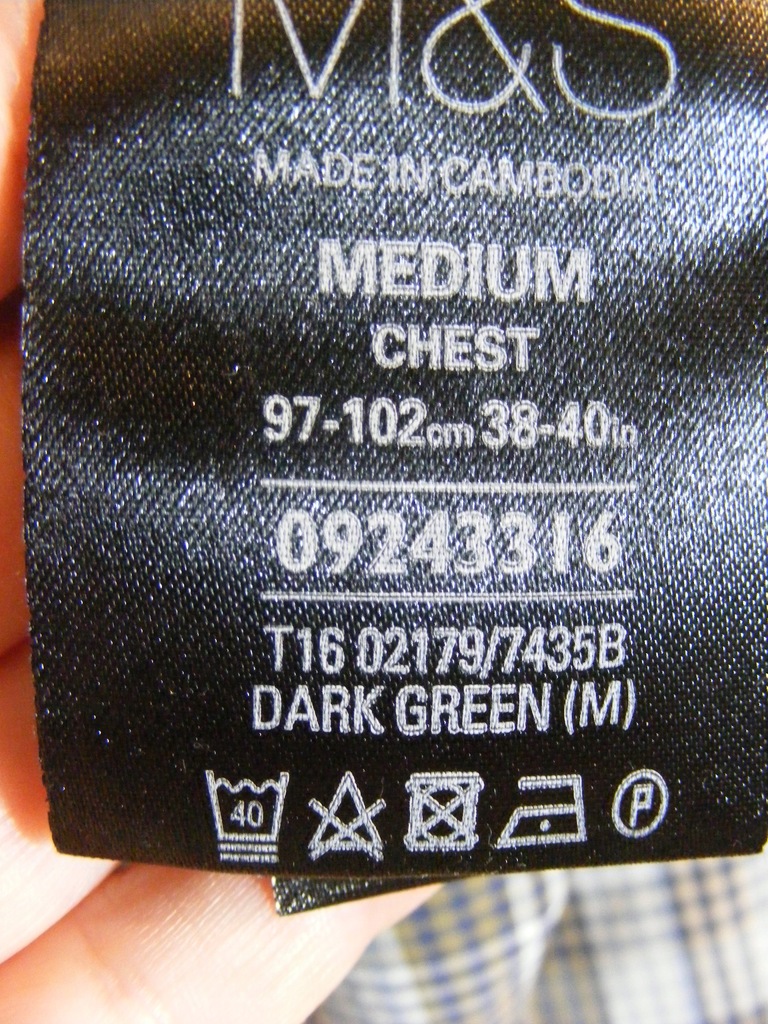 M&S
MADE IN CAMBODIA
MEDIUM
CHEST
97-102cm 38-40in
09243316
T16 02179/7435B
DARK GREEN (M)
40 P